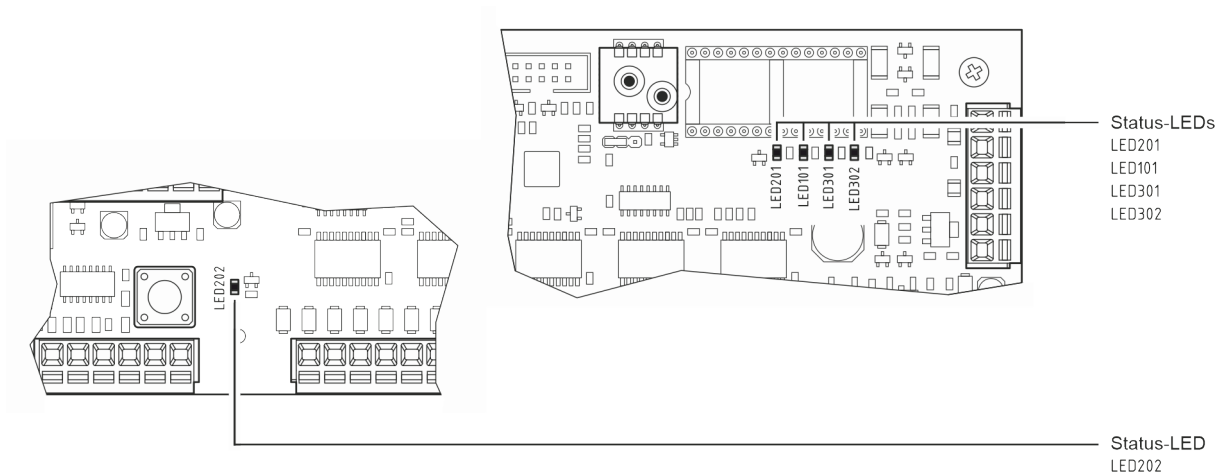 Status-LEDs
LED201
LED101
LED301
LED302
LED201
LED101
LED301
LED302
LED202
Status-LED
LED202